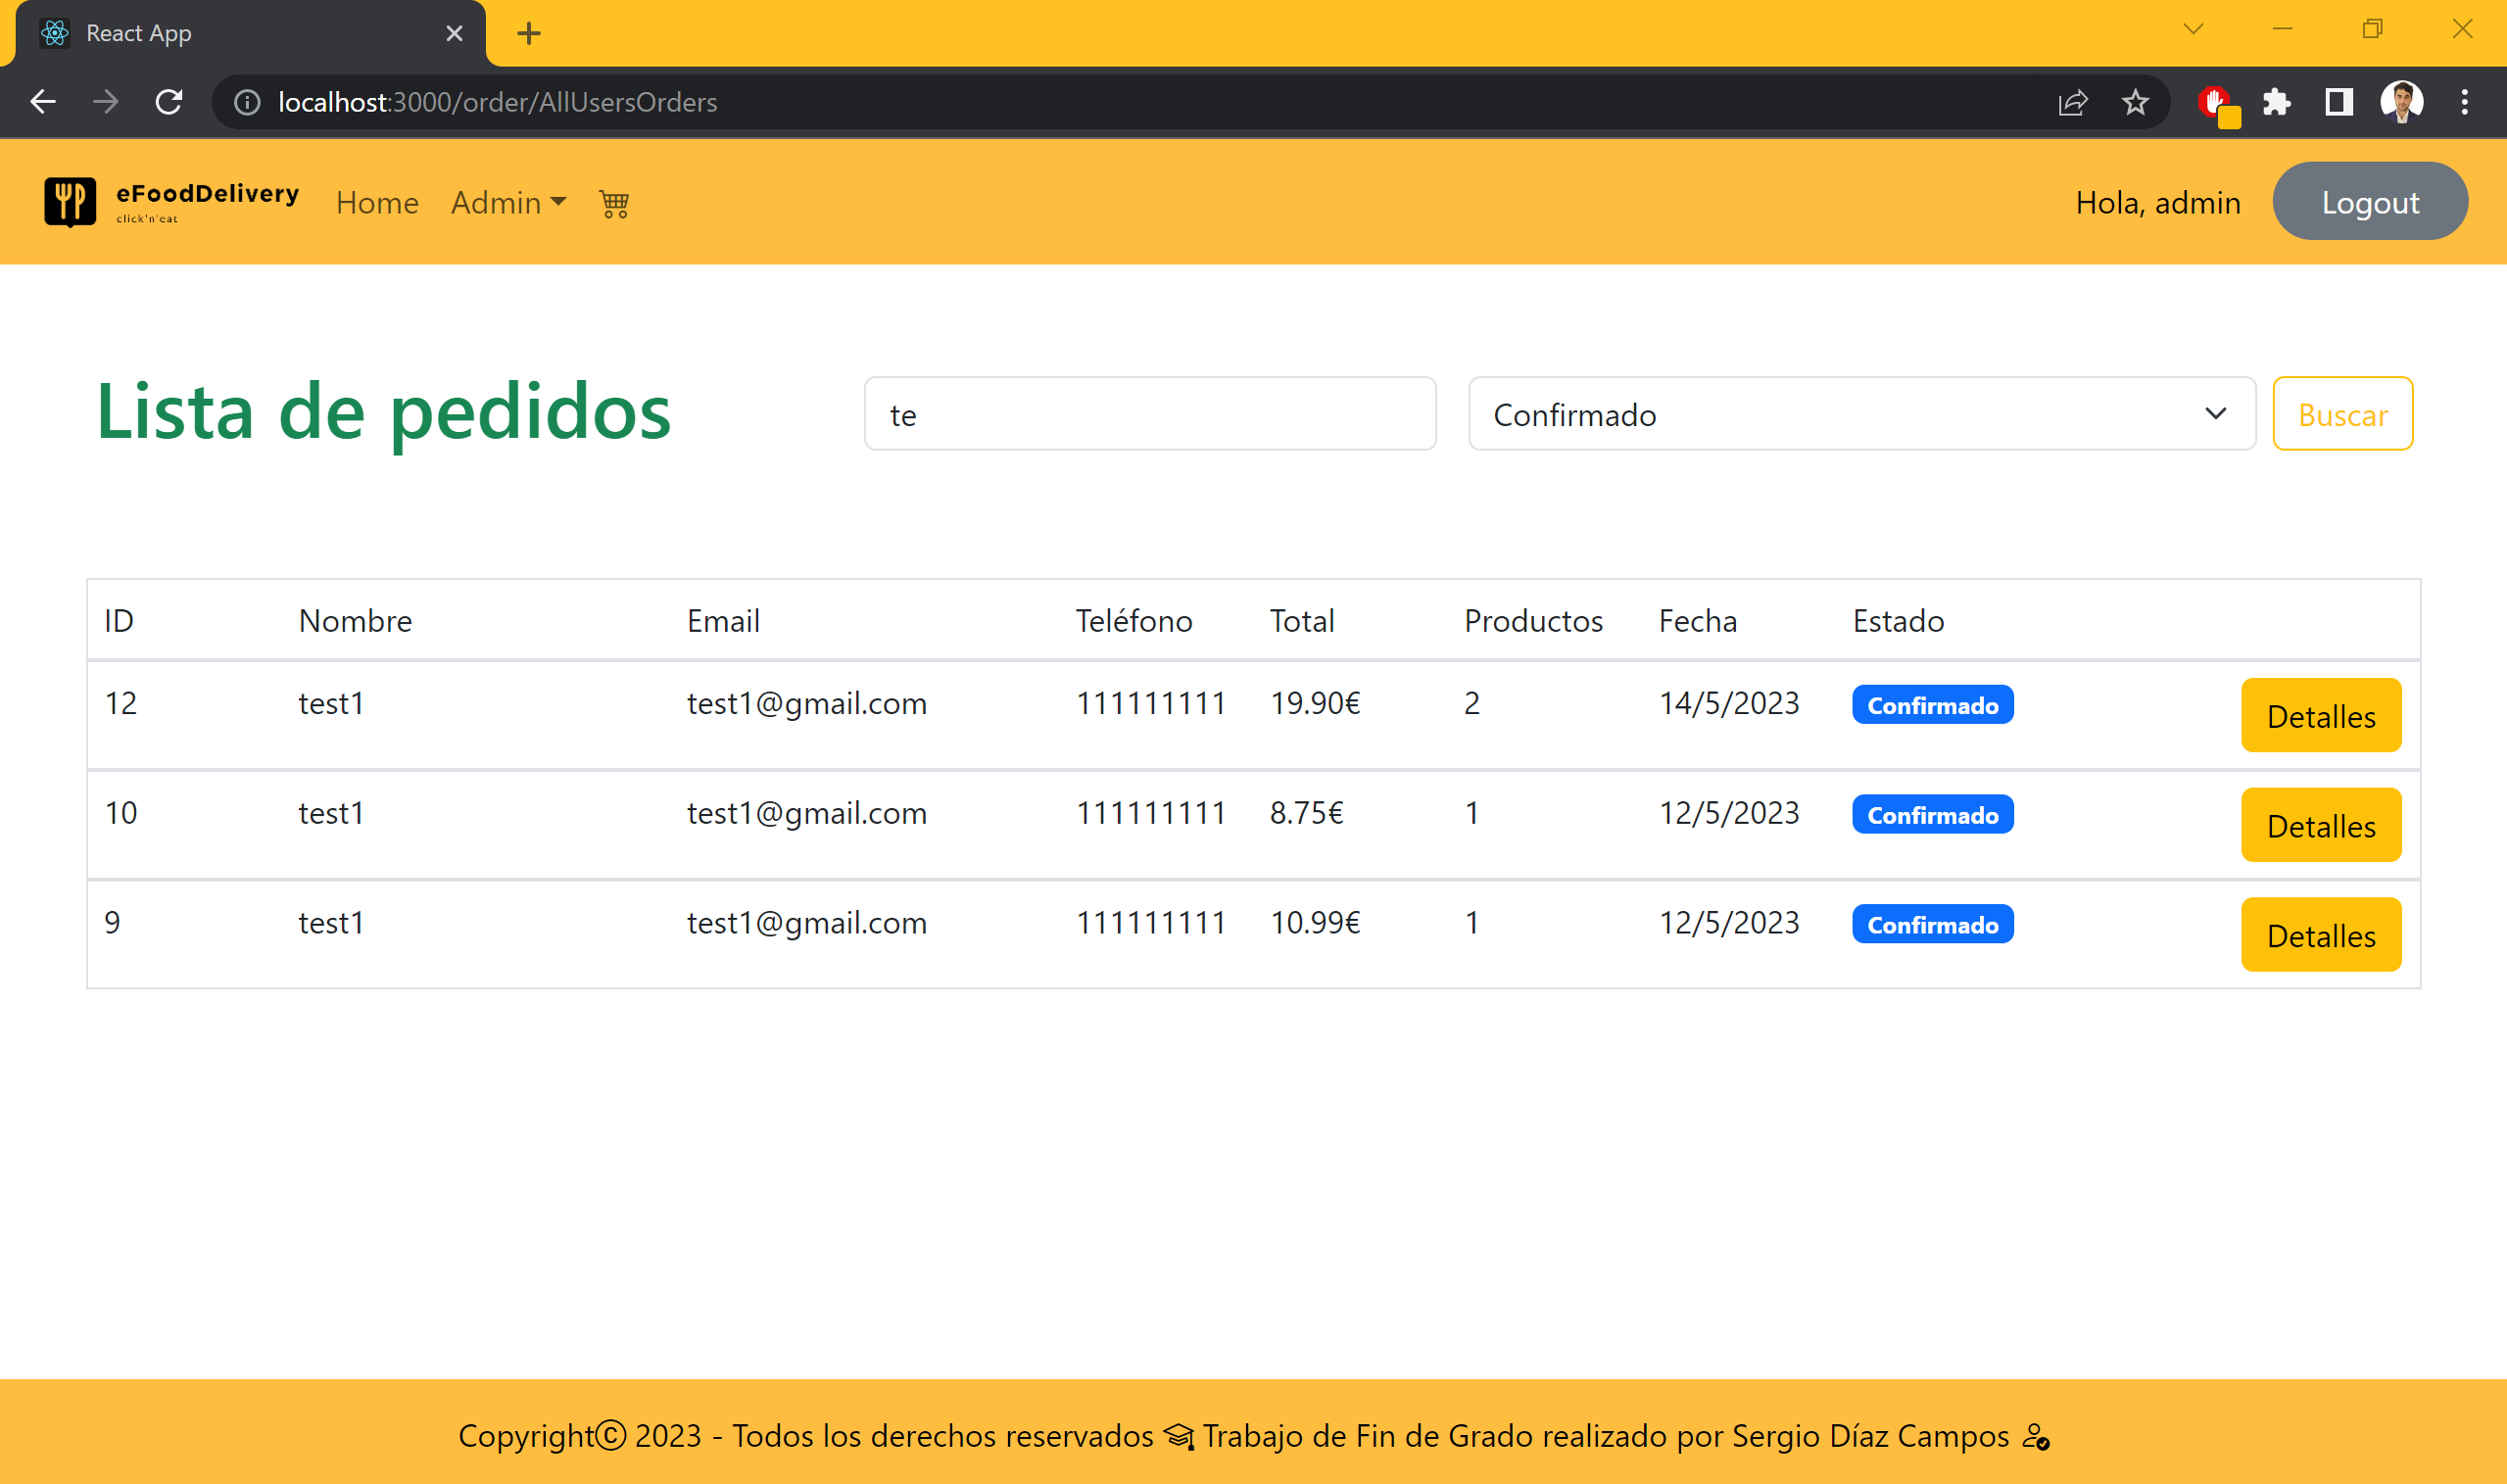 React App
localhost:3000/order/AllUsersOrders
eFoodDelivery
click'n'eat
Home Admin
Hola, admin Logout
Lista de pedidos te Confirmado Buscar
ID Nombre Email Teléfono Total Productos Fecha Estado
12 test1 test1@gmail.com 111111111 19.90€ 2 14/5/2023 Confirmado Detalles
10 test1 test1@gmail.com 111111111 8.75€ 1 12/5/2023 Confirmado Detalles
9 test1 test1@gmail.com 111111111 10.99€ 1 12/5/2023 Confirmado Detalles
Copyright© 2023 - Todos los derechos reservados Trabajo de Fin de Grado realizado por Sergio Díaz Campos